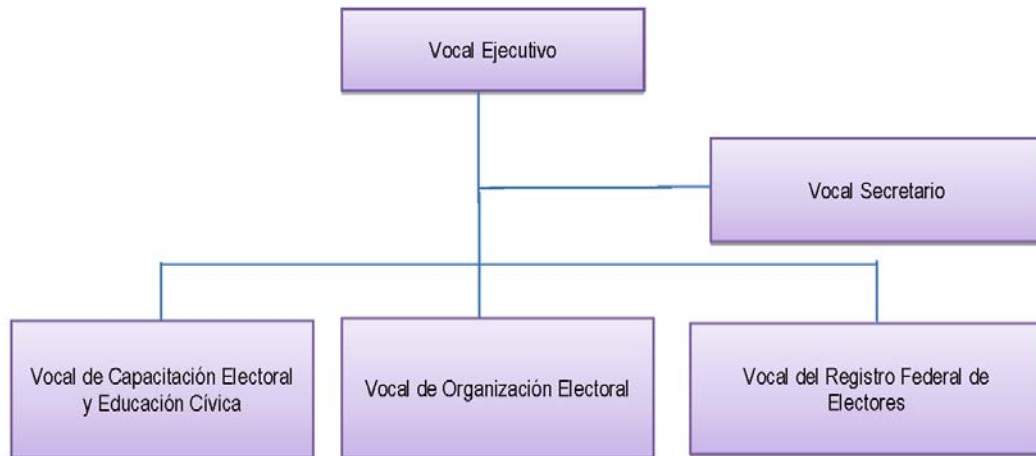 Vocal Ejecutivo
Vocal Secretario
Vocal de Capacitación Electoral
y Educación Cívica
Vocal de Organización Electoral
Vocal del Registro Federal de
Electores